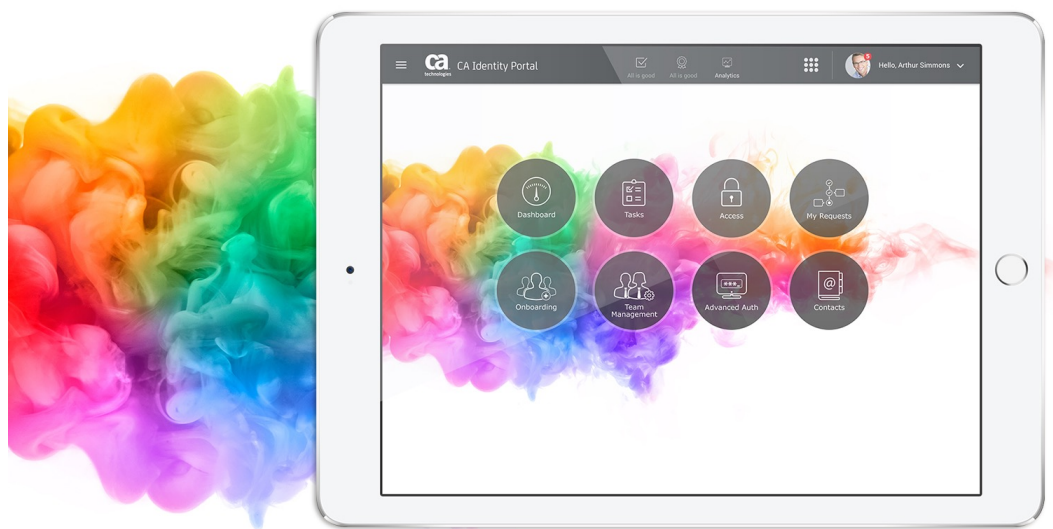 ca
technologies
CA Identity Portal
All is good
All is good
Analytics
5
Hello, Arthur Simmons
Dashboard
Tasks
Access
My Requests
Onboarding
Team
Management
***_
Advanced Auth
@
Contacts